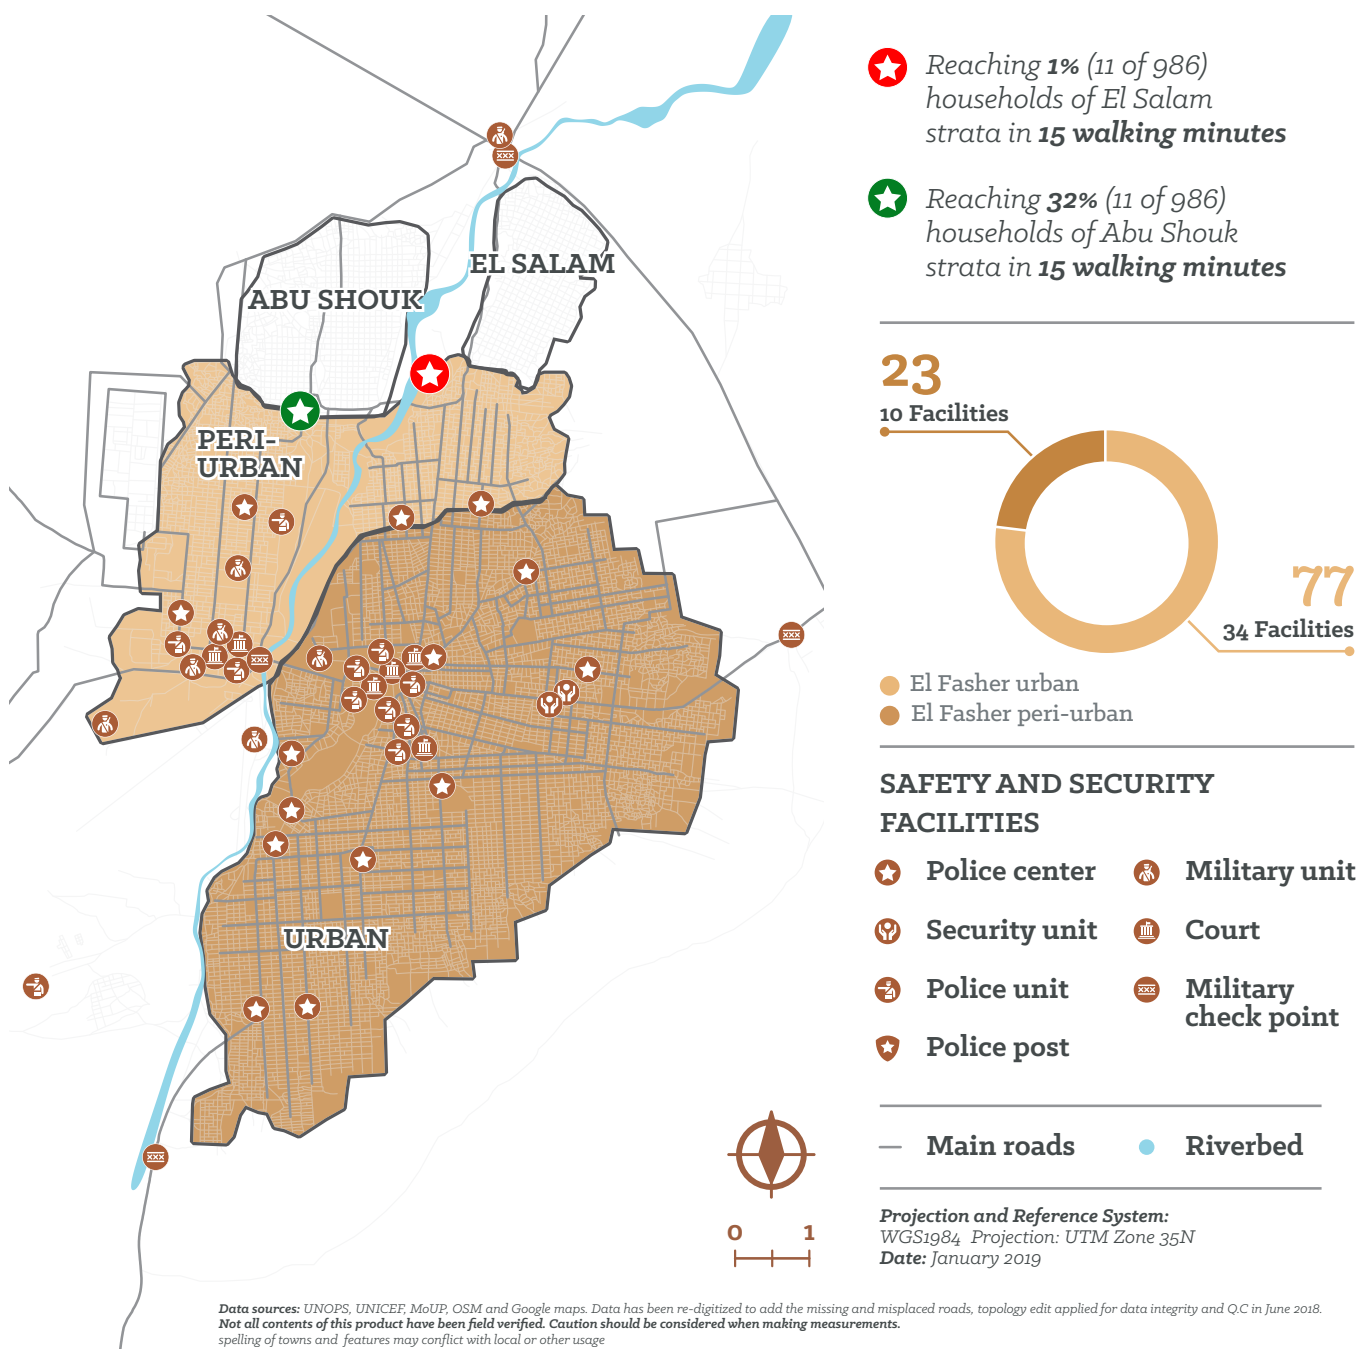 Reaching 1% (11 of 986)
households of El Salam
strata in 15 walking minutes
Reaching 32% (11 of 986)
households of Abu Shouk
strata in 15 walking minutes
EL SALAM
ABU SHOUK
PERI-
URBAN
URBAN
23
10 Facilities
77
34 Facilities
El Fasher urban
El Fasher peri-urban
SAFETY AND SECURITY
FACILITIES
Police center
Military unit
Security unit
Court
Police unit
Military
check point
Police post
Main roads
Riverbed
0 1
Projection and Reference System:
WGS1984 Projection: UTM Zone 35N
Date: January 2019
Data sources: UNOPS, UNICEF, MoUP, OSM and Google maps. Data has been re-digitized to add the missing and misplaced roads, topology edit applied for data integrity and Q.C in June 2018.
Not all contents of this product have been field verified. Caution should be considered when making measurements.
spelling of towns and features may conflict with local or other usage